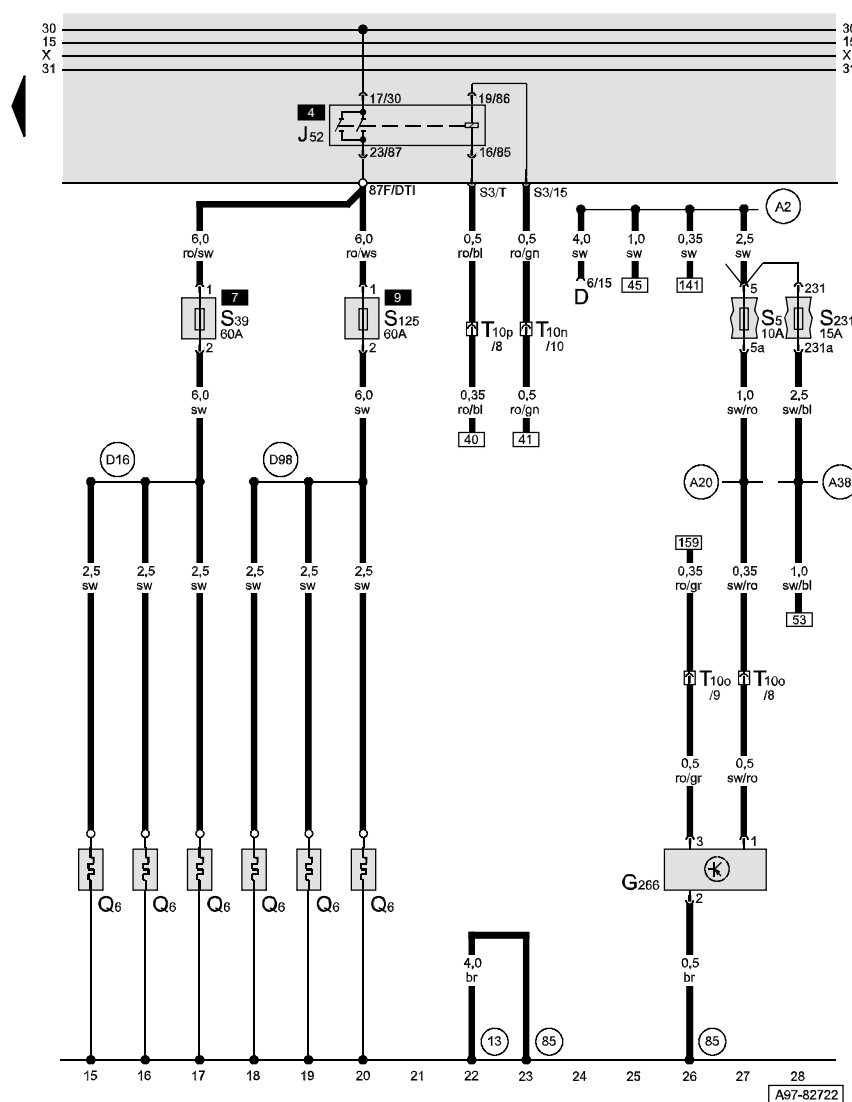 30 30
15 15
X X
31 31
17/30 19/86
4
J52
23/87 16/85
87F/DTI S3/T S3/15
A2
6,0 6,0 0,5 0,5 4,0 1,0 0,35 2,5
ro/sw ro/ws ro/bl ro/gn sw sw sw sw
6/15 45 141
D
1 7 1 9 5 231
S39 S125 T10p T10n S5 S231
60A 60A /8 /10 10A 15A
2 2 5a 231a
6,0 6,0 0,35 0,5 1,0 2,5
sw sw ro/bl ro/gn sw/ro sw/bl
40 41
D16 D98 A20 A38
159
2,5 2,5 2,5 2,5 2,5 2,5 0,35 0,35 1,0
sw sw sw sw sw sw ro/gr sw/ro sw/bl
53
T10o T10o
/9 /8
0,5 0,5
ro/gr sw/ro
3 1
G266
2
Q6 Q6 Q6 Q6 Q6 Q6
4,0 0,5
br br
13 85 85
15 16 17 18 19 20 21 22 23 24 25 26 27 28
A97-82722